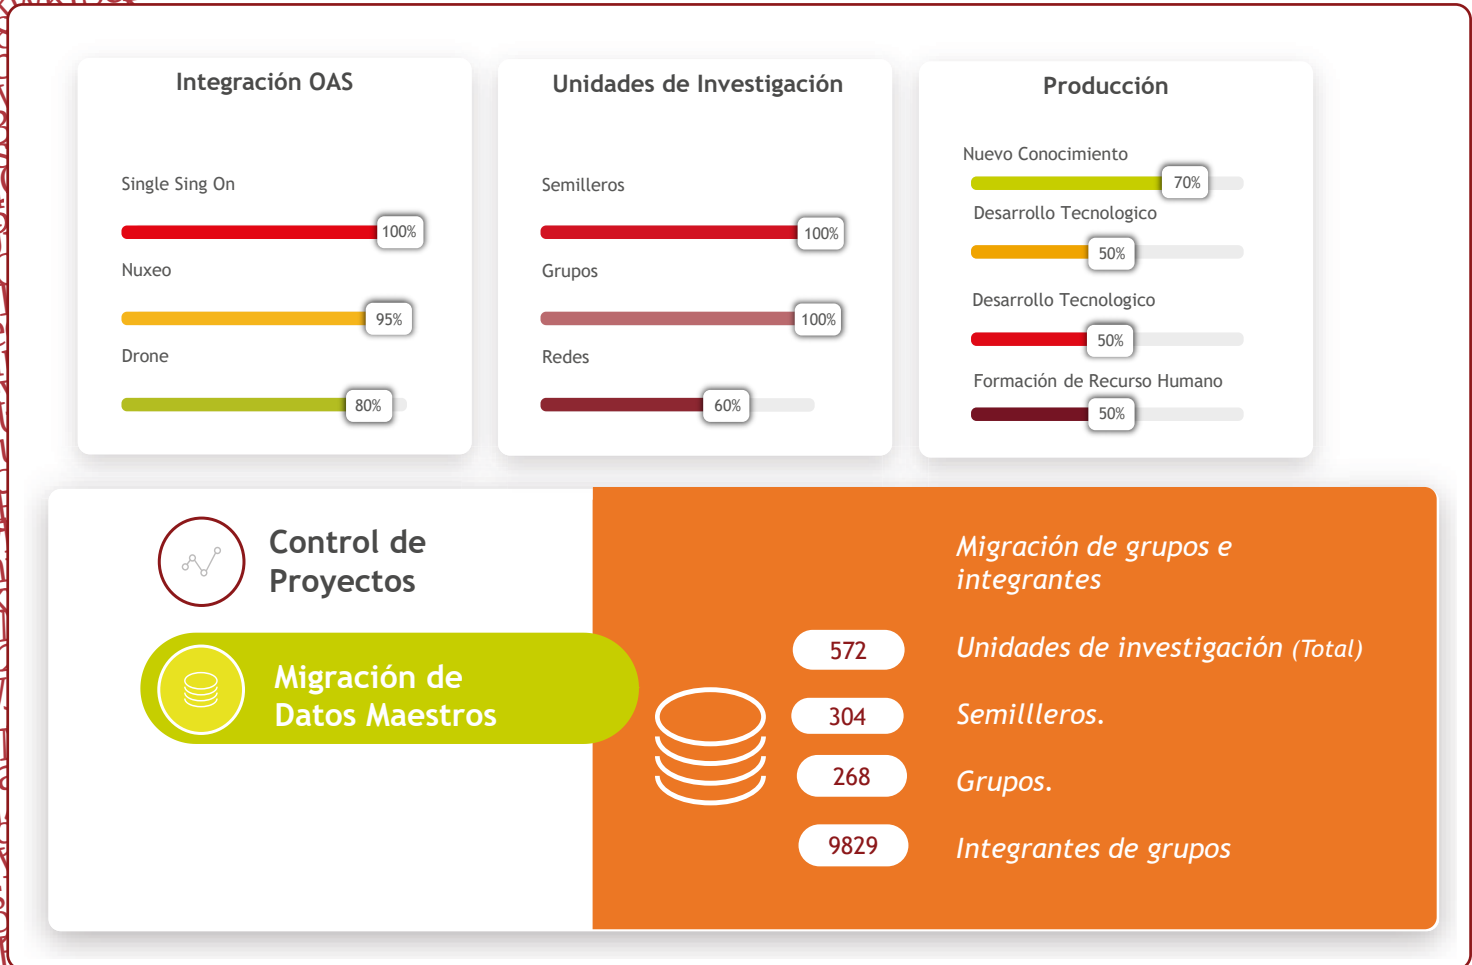 Integración OAS
Single Sing On
100%
Nuxeo
95%
Drone
80%
Unidades de Investigación
Semilleros
100%
Grupos
100%
Redes
60%
Producción
Nuevo Conocimiento
70%
Desarrollo Tecnologico
50%
Desarrollo Tecnologico
50%
Formación de Recurso Humano
50%
Control de
Proyectos
Migración de
Datos Maestros
Migración de grupos e
integrantes
572 Unidades de investigación (Total)
304 Semillleros.
268 Grupos.
9829 Integrantes de grupos